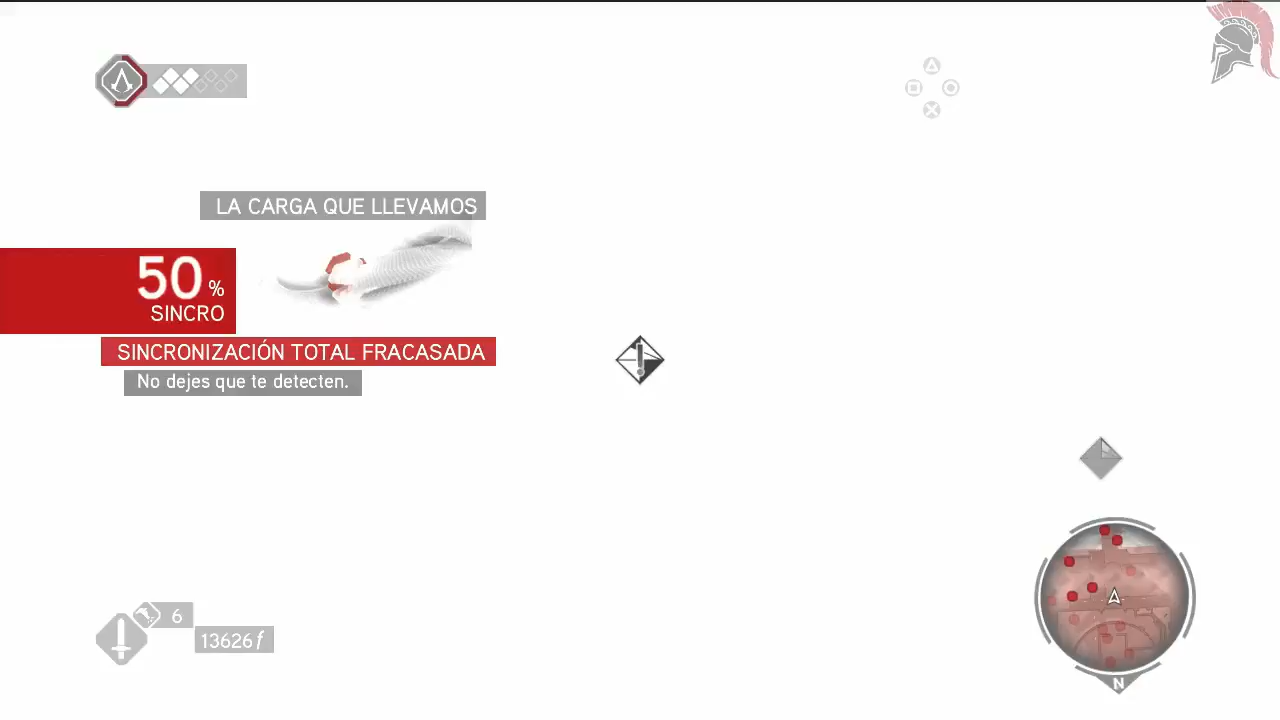 LA CARGA QUE LLEVAMOS
50 %
SINCRO
SINCRONIZACIÓN TOTAL FRACASADA
No dejes que te detecten.
6
13626 f
N